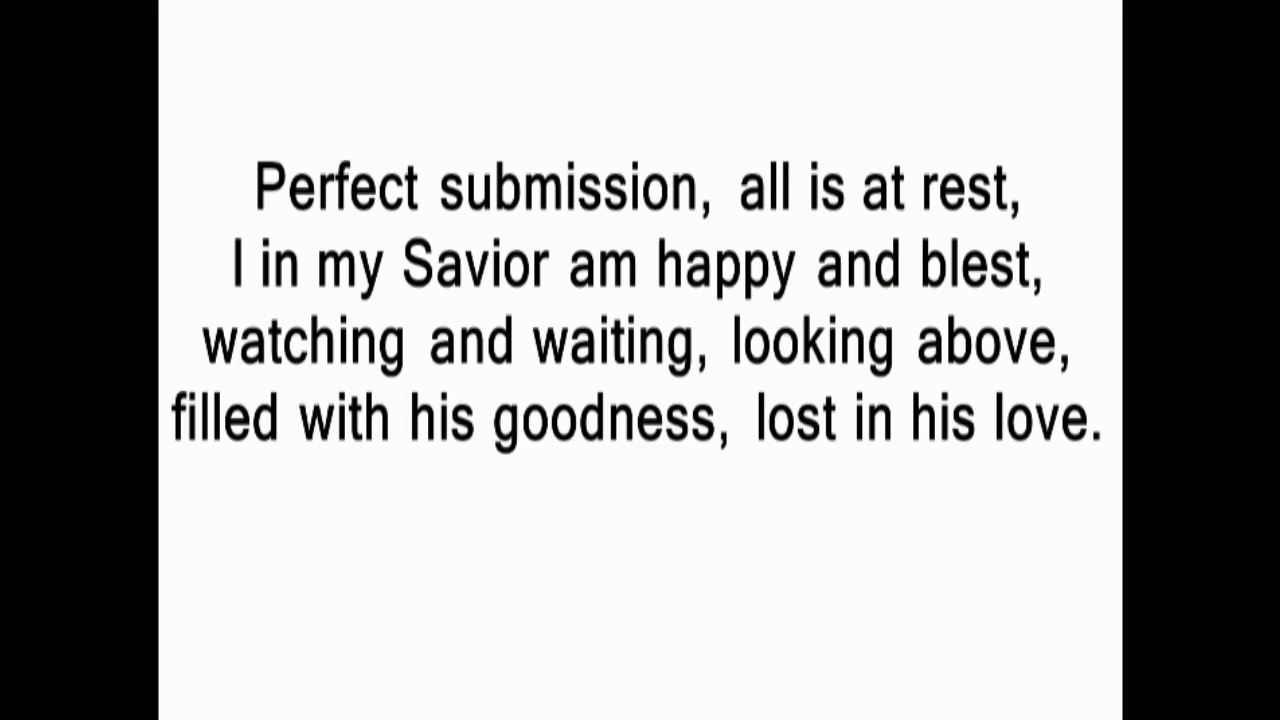 Perfect submission, all is at rest,
I in my Savior am happy and blest,
watching and waiting, looking above,
filled with his goodness, lost in his love.